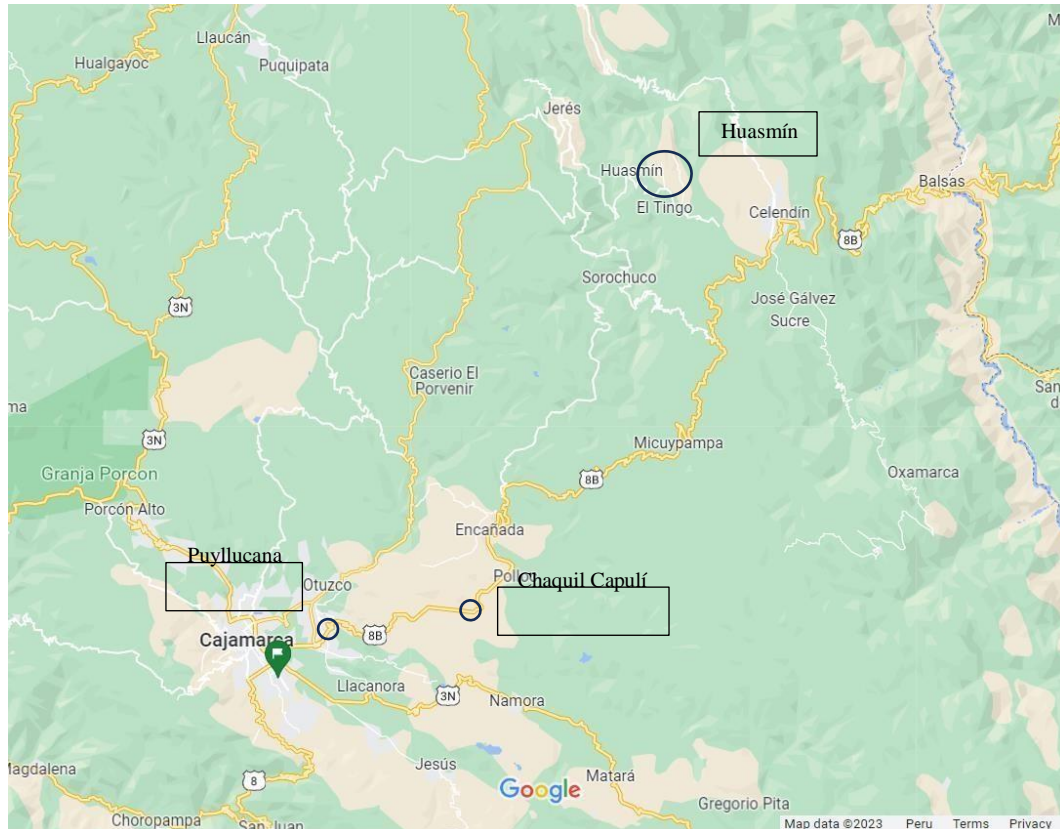 Llaucán
Hualgayoc
Puquipata
Jerés
Huasmín
Huasmín
El Tingo
Celendín
Balsas
8B
Sorochuco
José Gálvez
Sucre
3N
Caserio El
Porvenir
3N
Micuypampa
Granja Porcon
8B
Oxamarca
Porcón Alto
Encañada
Puyllucana
Otuzco
Chaquil Capulí
8B
Cajamarca
Llacanora
3N
Namora
Jesús
8
Google
Matará
Gregorio Pita
Choropampa
San Juan
Map data ©2023 Peru Terms Privacy